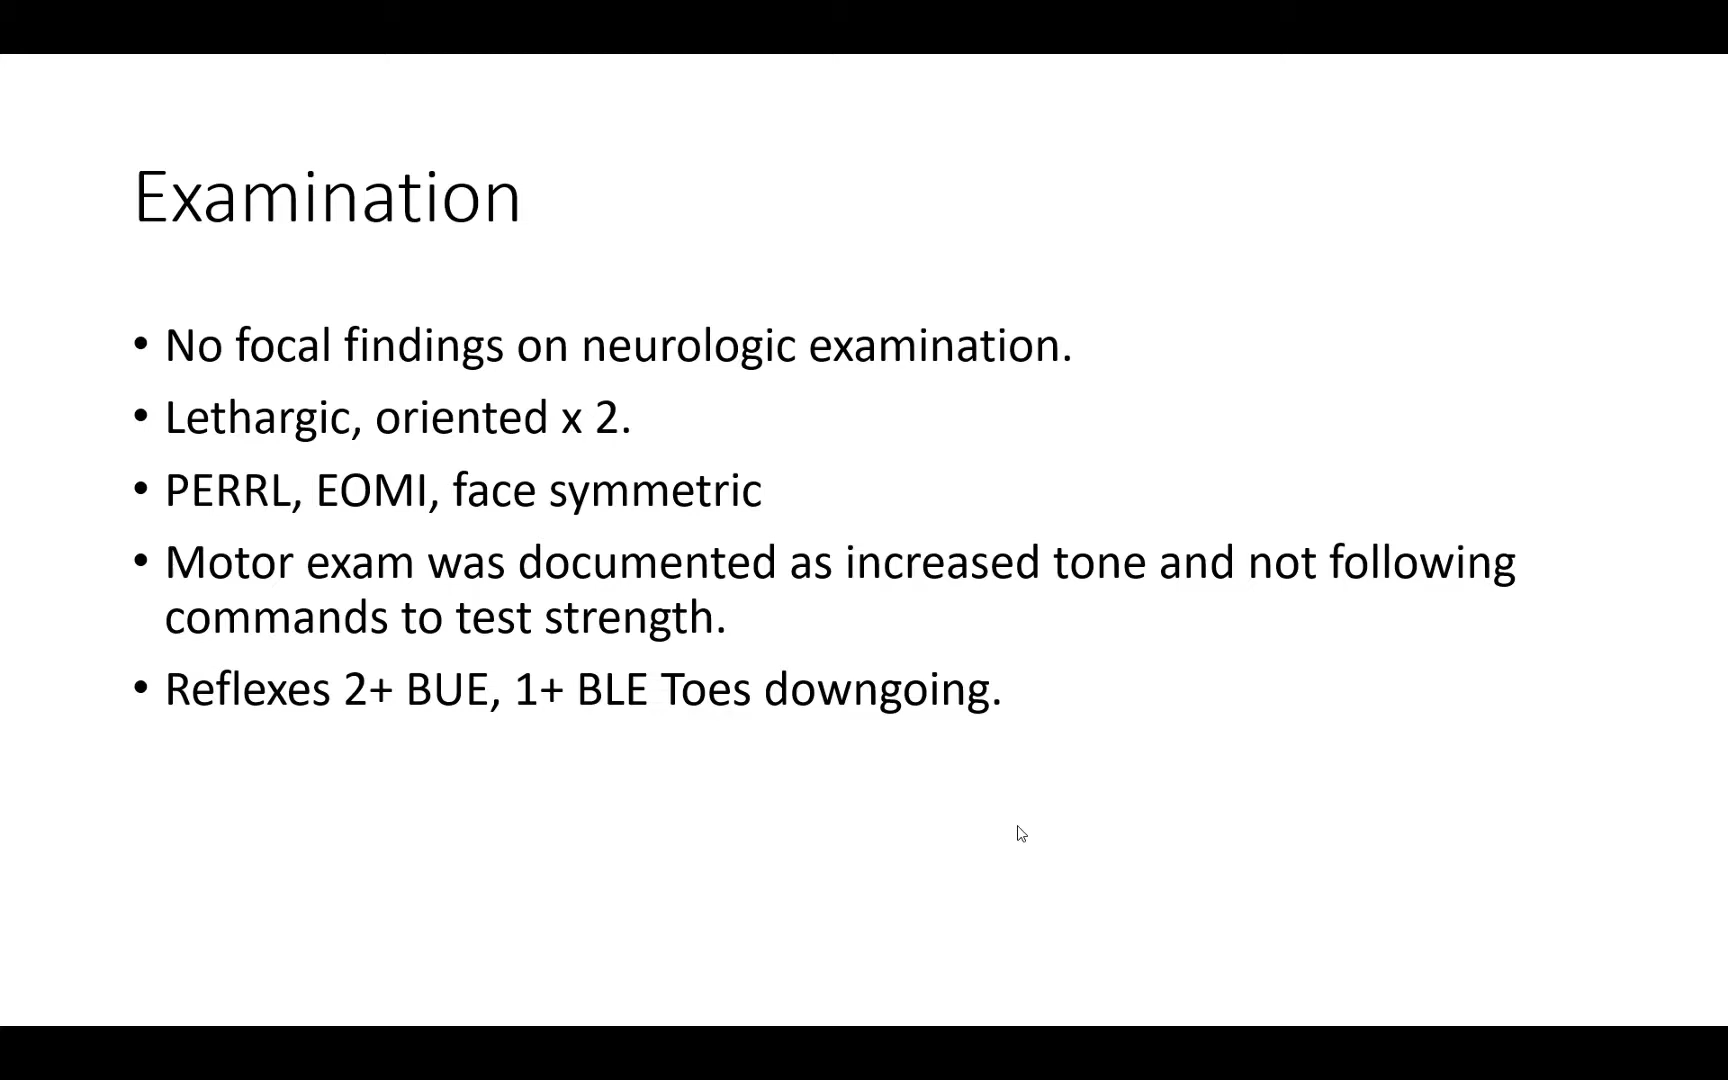 Examination
• No focal findings on neurologic examination.
• Lethargic, oriented x 2.
• PERRL, EOMI, face symmetric
• Motor exam was documented as increased tone and not following
commands to test strength.
• Reflexes 2+ BUE, 1+ BLE Toes downgoing.